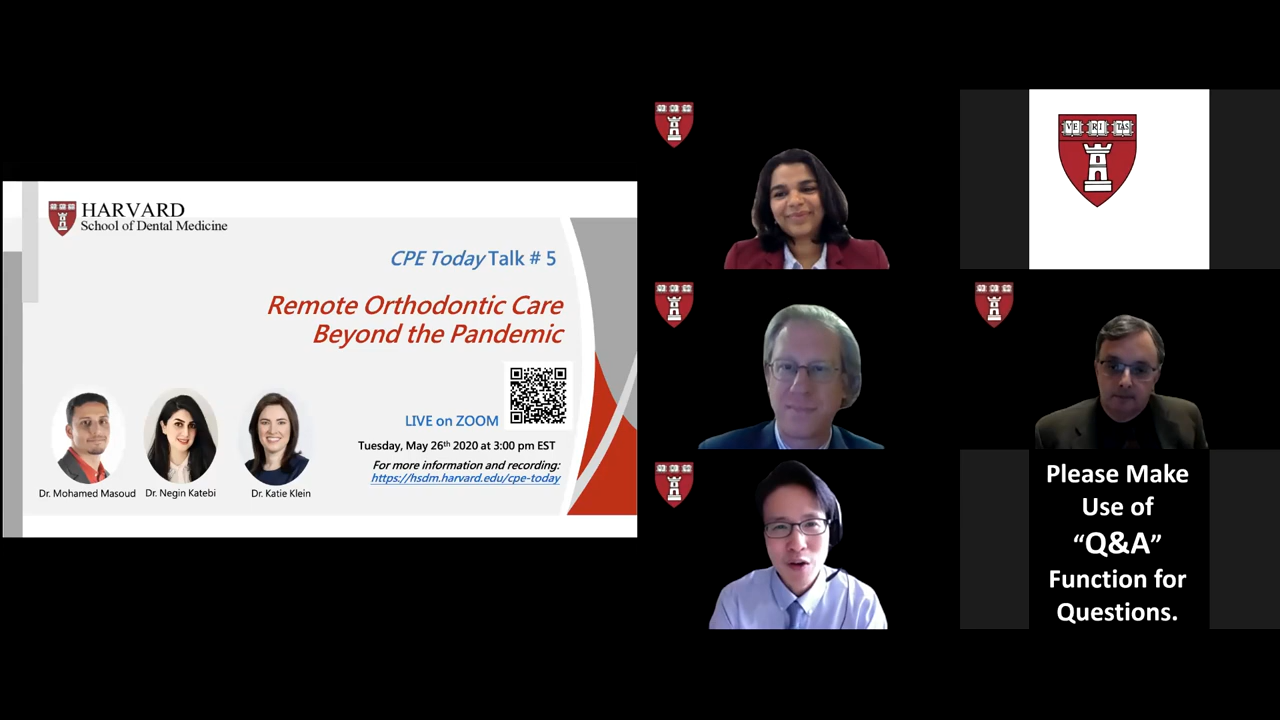 HARVARD
School of Dental Medicine
CPE Today Talk # 5
Remote Orthodontic Care
Beyond the Pandemic
LIVE on ZOOM
Tuesday, May 26th 2020 at 3:00 pm EST
For more information and recording:
https://hsdm.harvard.edu/cpe-today
Dr. Mohamed Masoud
Dr. Negin Katebi
Dr. Katie Klein
VE RI TAS
Please Make
Use of
“Q&A”
Function for
Questions.